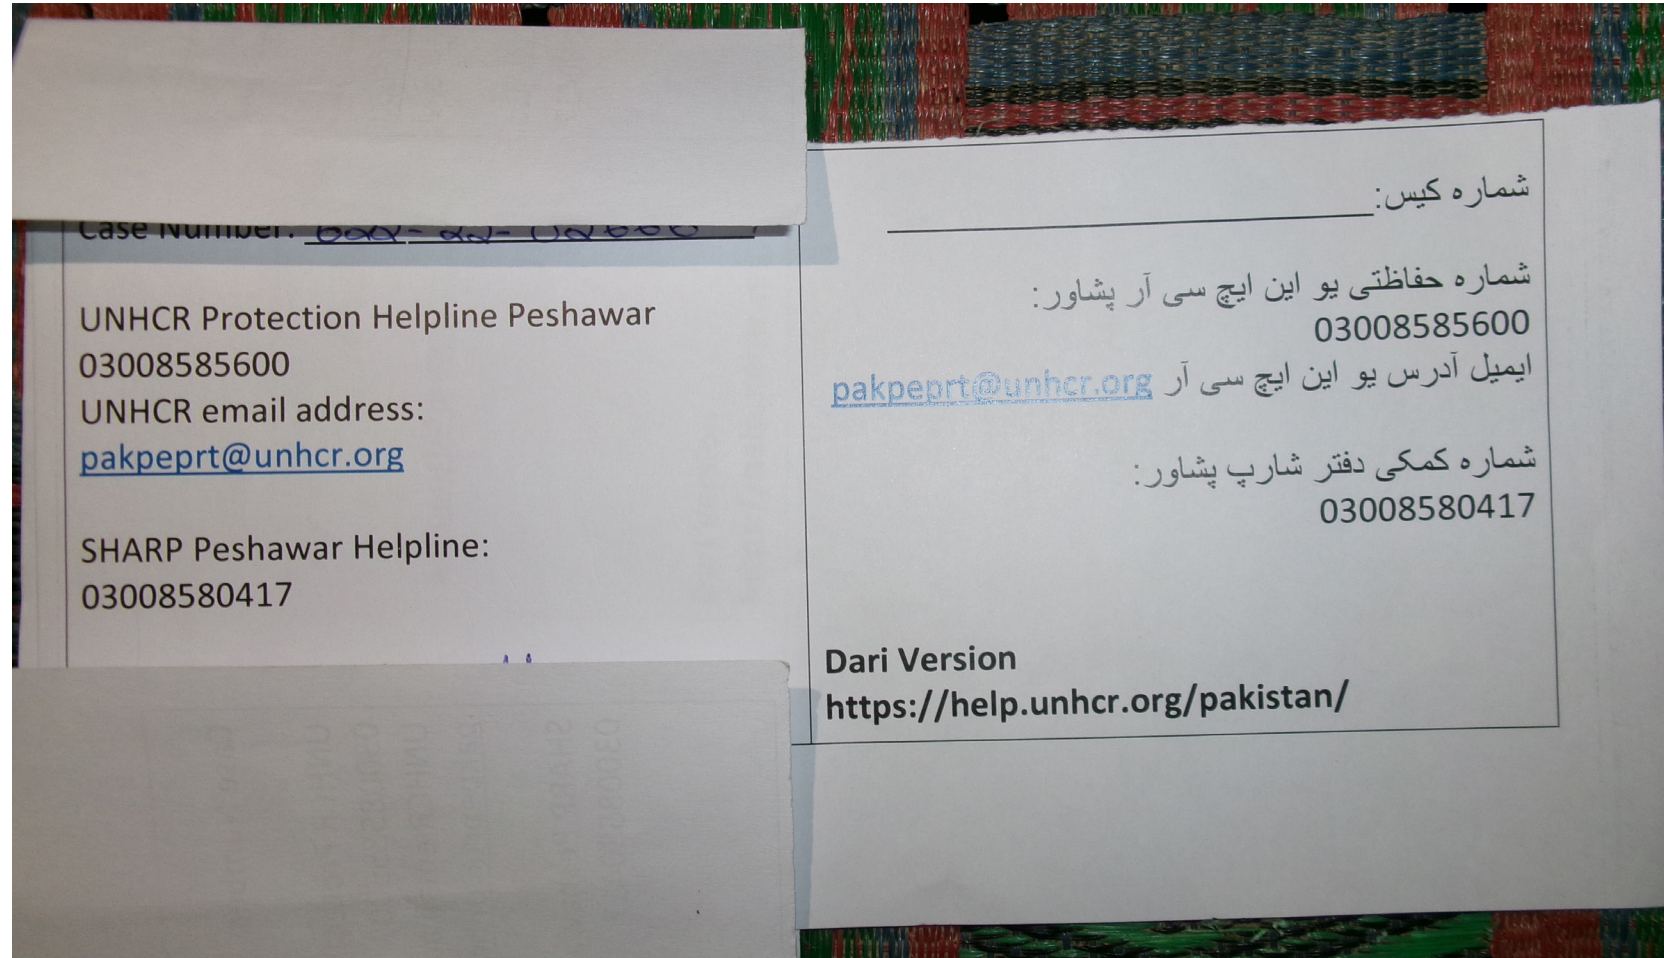 Case Number:
UNHCR Protection Helpline Peshawar
03008585600
UNHCR email address:
pakpeprt@unhcr.org
SHARP Peshawar Helpline:
03008580417
شماره کیس:
شماره حفاظتی یو این ایچ سی آر پشاور:
03008585600
ایمیل آدرس یو این ایچ سی آر pakpeprt@unhcr.org
شماره کمکی دفتر شارپ پشاور:
03008580417
Dari Version
https://help.unhcr.org/pakistan/